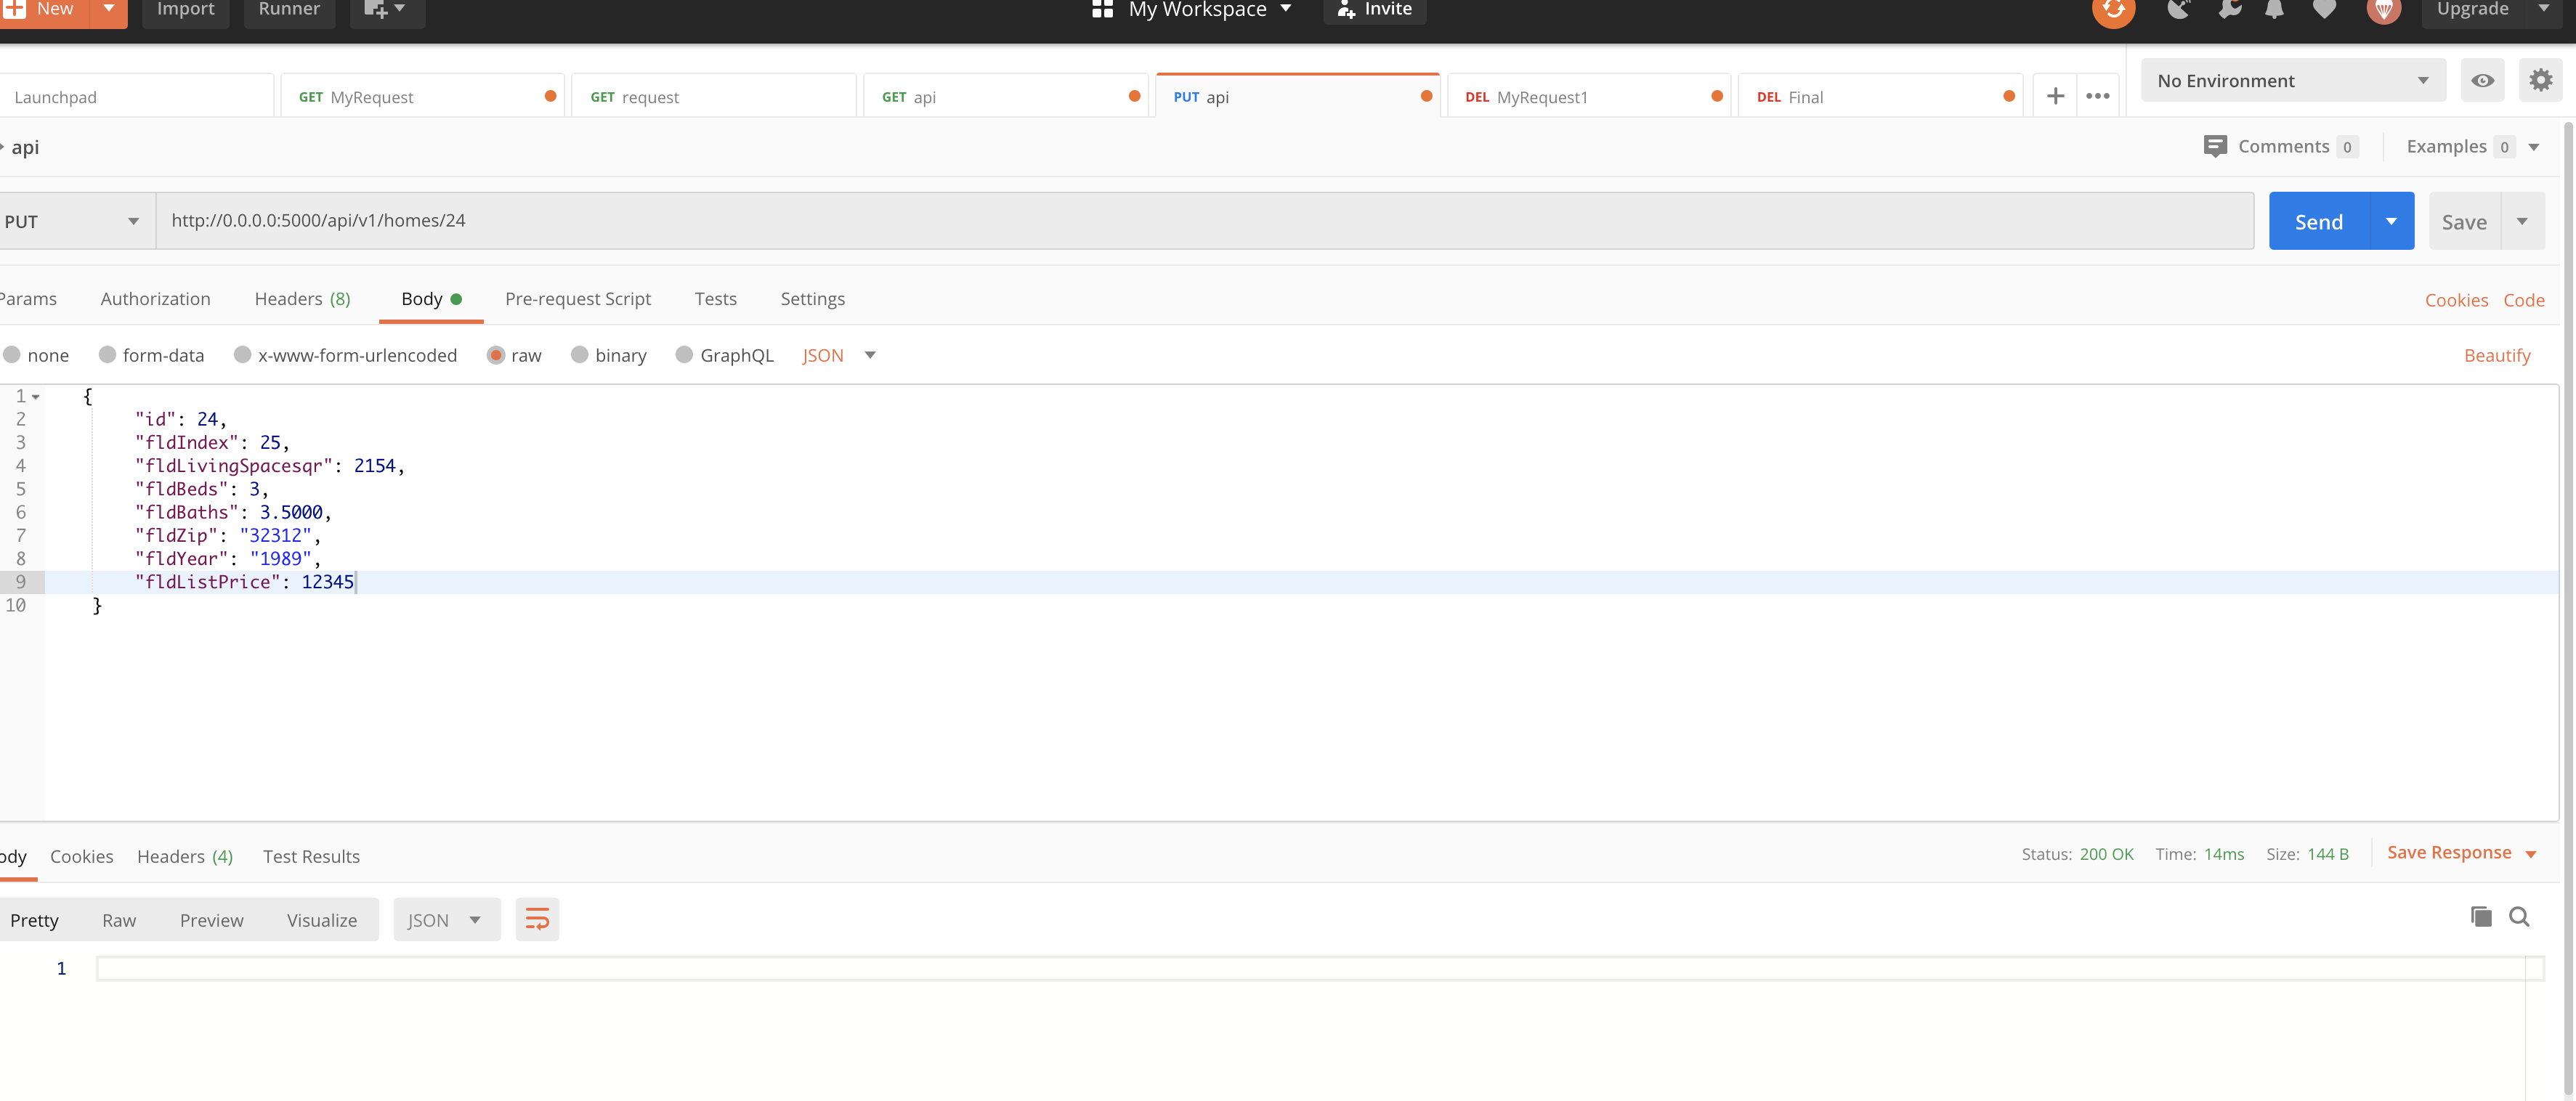 New Import Runner My Workspace Invite Upgrade
Launchpad GET MyRequest GET request GET api PUT api DEL MyRequest1 DEL Final No Environment
api Comments 0 Examples 0
PUT http://0.0.0.0:5000/api/v1/homes/24 Send Save
Params Authorization Headers (8) Body Pre-request Script Tests Settings Cookies Code
none form-data x-www-form-urlencoded raw binary GraphQL JSON Beautify
1 {
2 "id": 24,
3 "fldIndex": 25,
4 "fldLivingSpacesqr": 2154,
5 "fldBeds": 3,
6 "fldBaths": 3.5000,
7 "fldZip": "32312",
8 "fldYear": "1989",
9 "fldListPrice": 12345
10 }
ody Cookies Headers (4) Test Results Status: 200 OK Time: 14ms Size: 144 B Save Response
Pretty Raw Preview Visualize JSON
1